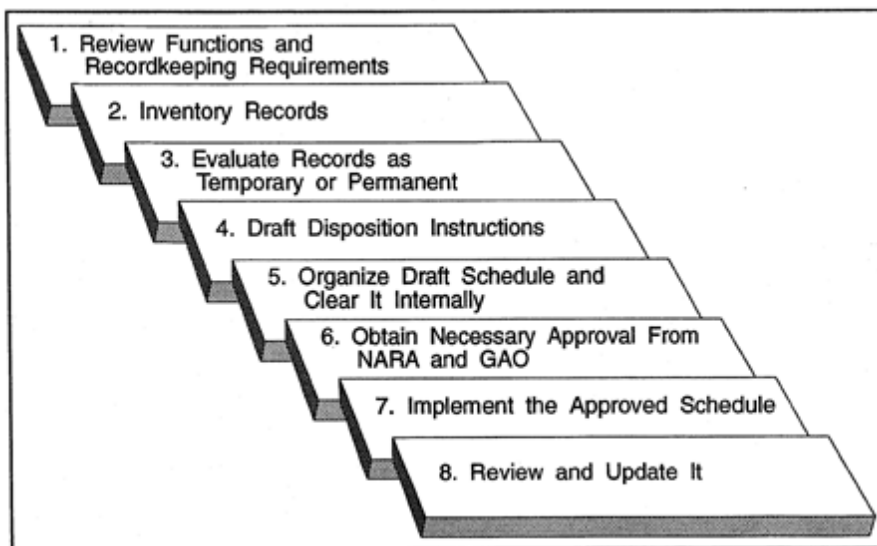 1. Review Functions and
Recordkeeping Requirements
2. Inventory Records
3. Evaluate Records as
Temporary or Permanent
4. Draft Disposition Instructions
5. Organize Draft Schedule and
Clear It Internally
6. Obtain Necessary Approval From
NARA and GAO
7. Implement the Approved Schedule
8. Review and Update It